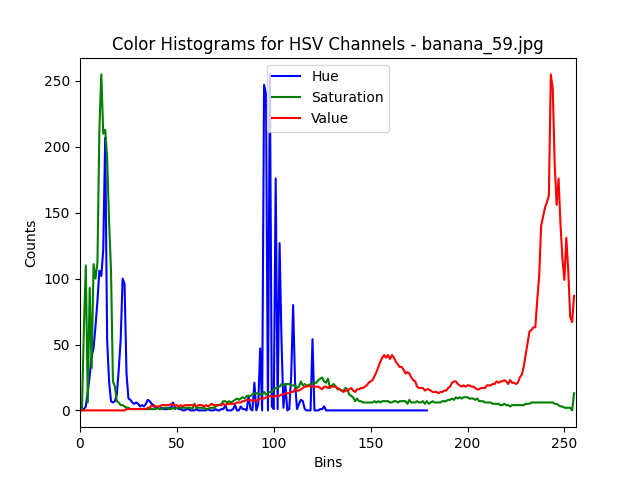 Color Histograms for HSV Channels - banana_59.jpg
Hue
Saturation
Value
250
200
150
100
50
0
Counts
0 50 100 150 200 250
Bins